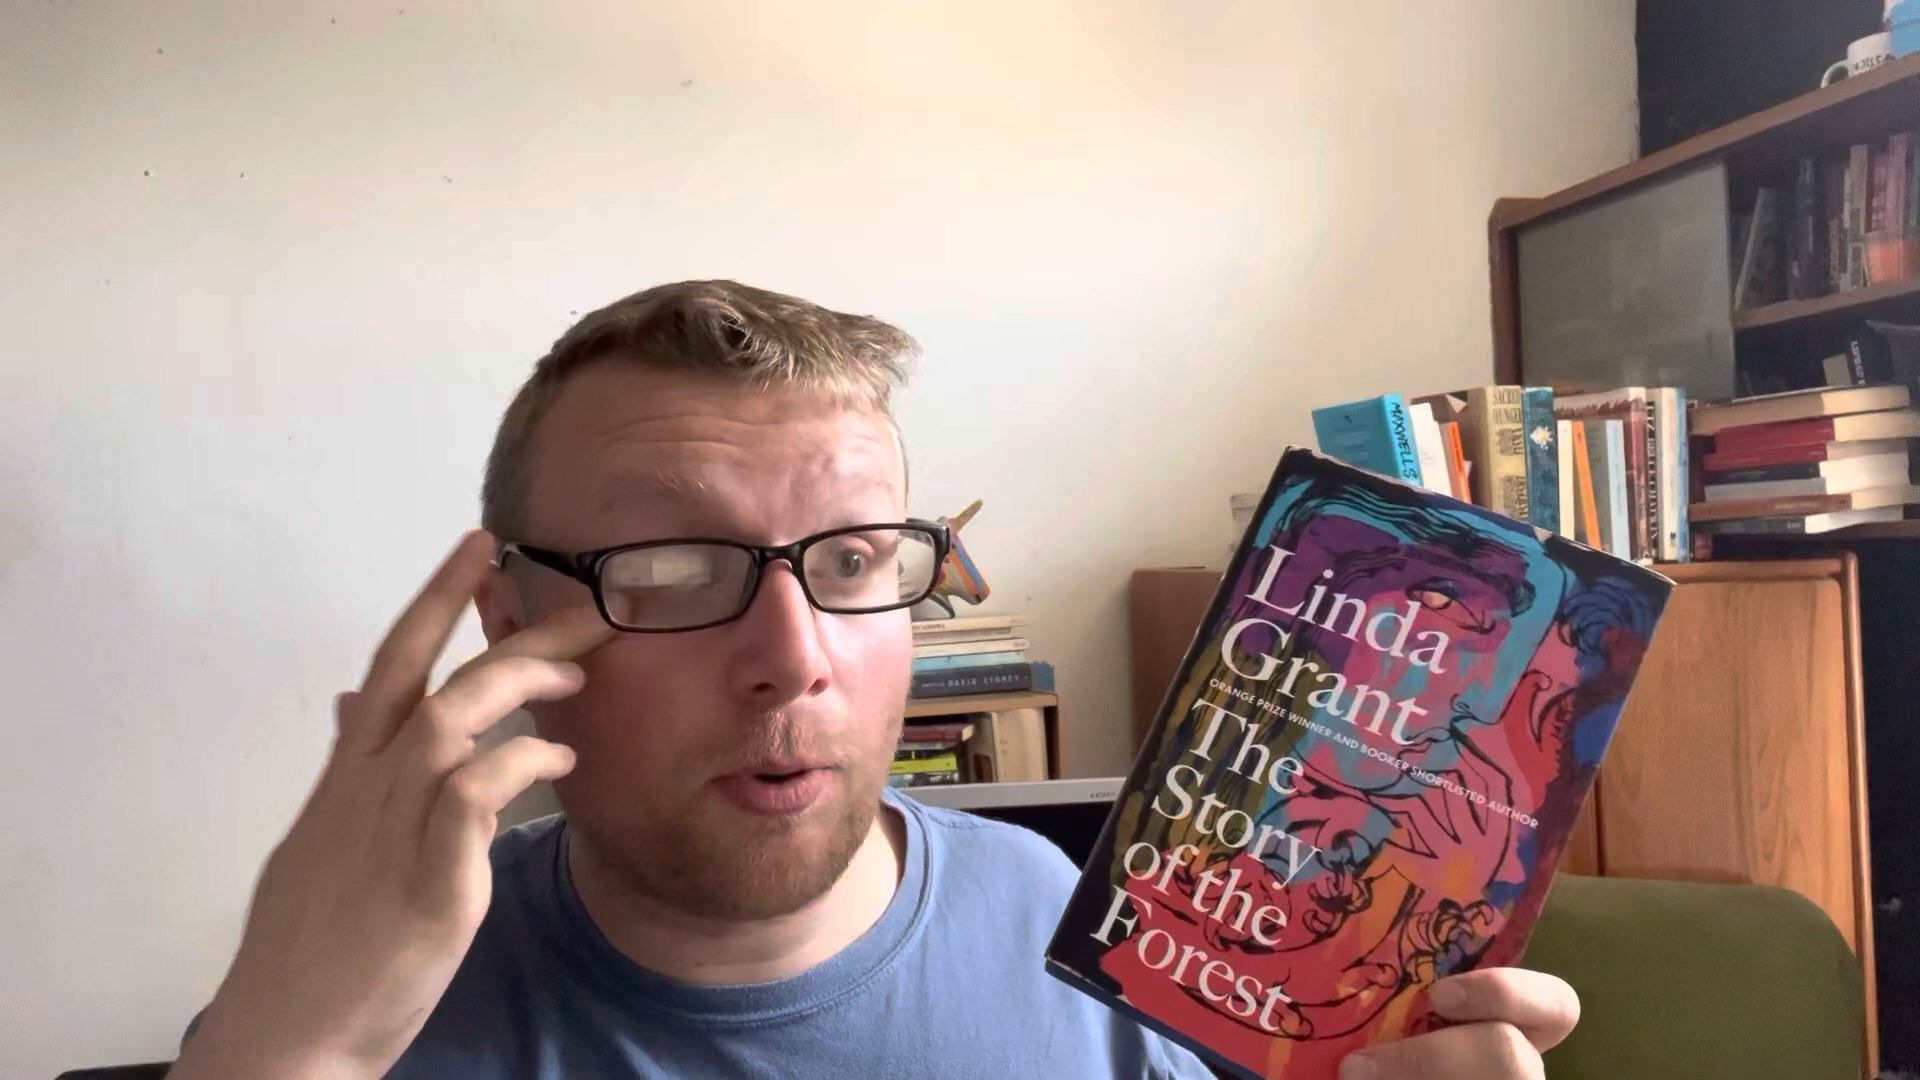 MAXWELL'S
SACRED
HUNGER
DAVID STOREY
Linda
Grant
ORANGE PRIZE WINNER AND BOOKER SHORTLISTED AUTHOR
The
Story
of the
Forest